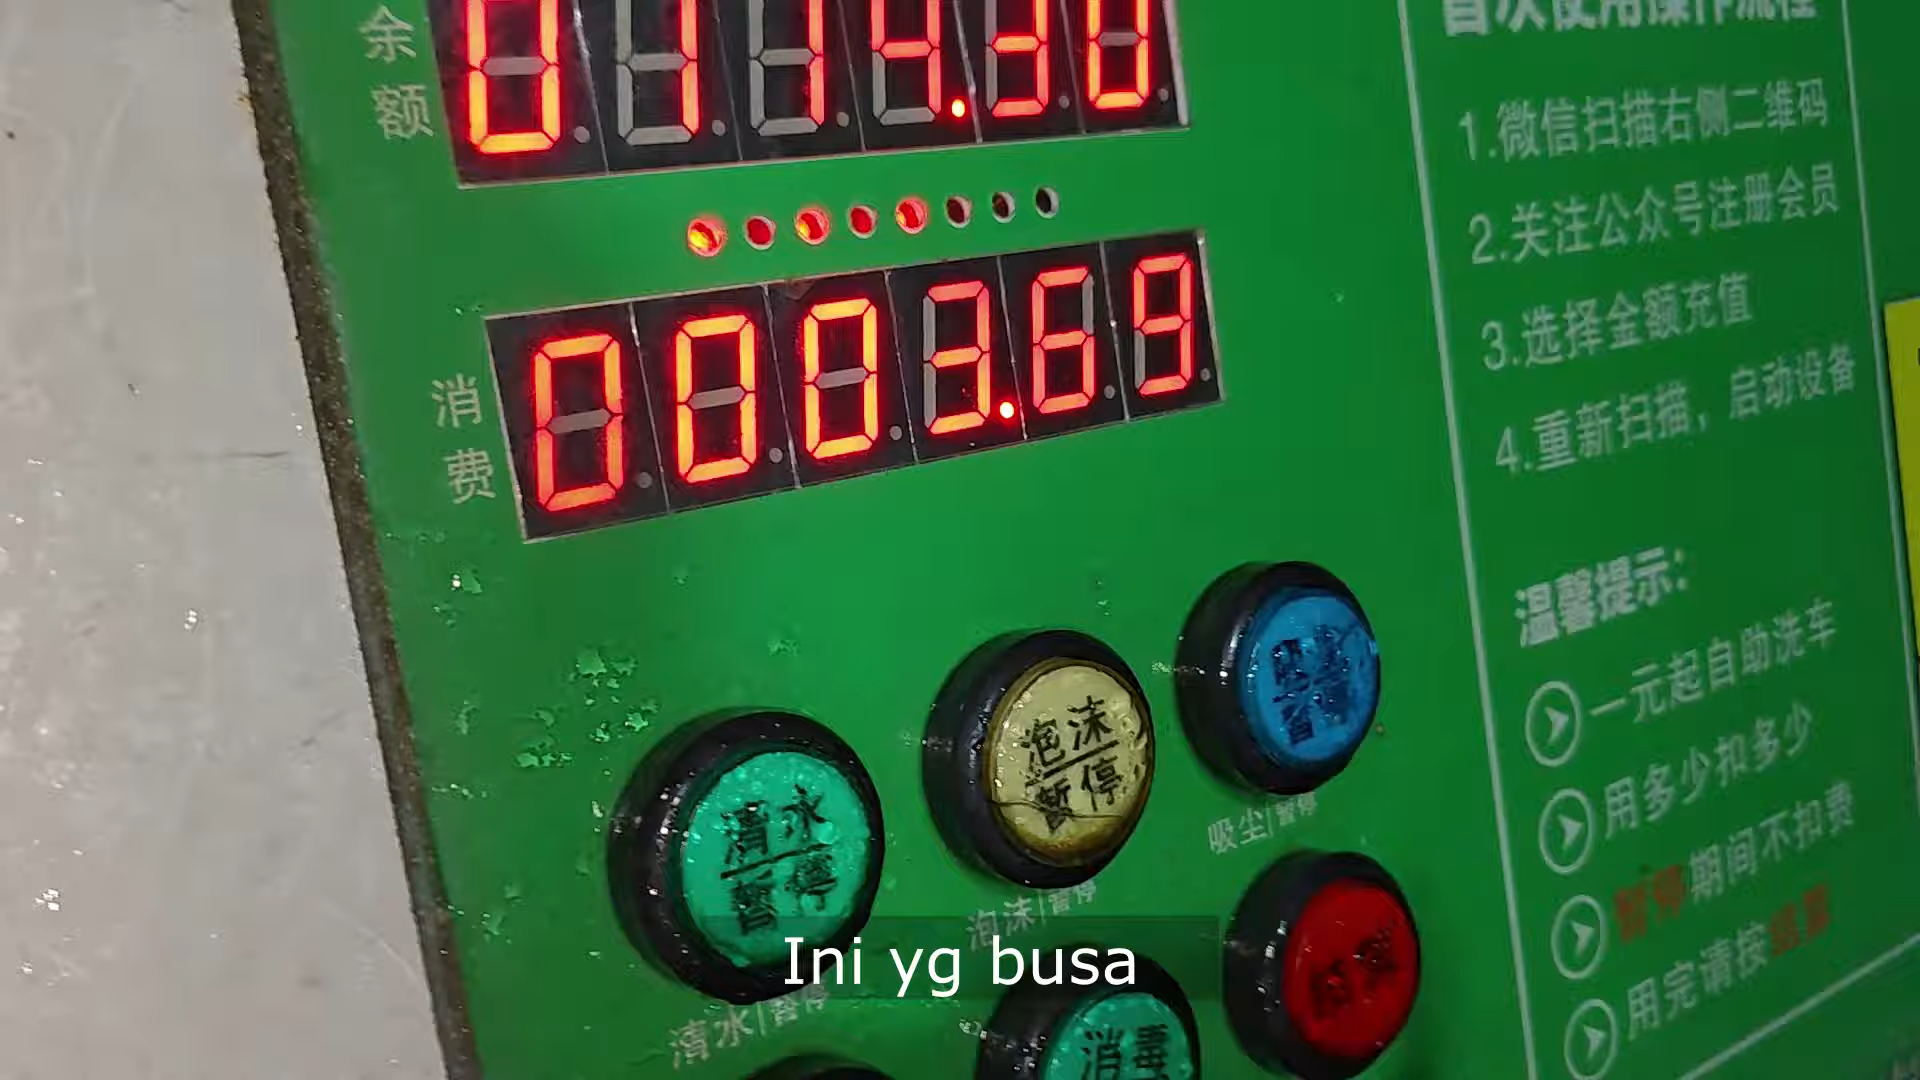 余额
0114.30
消费
0003.69
首次使用操作流程
1.微信扫描右侧二维码
2.关注公众号注册会员
3.选择金额充值
4.重新扫描，启动设备
温馨提示：
一元起自助洗车
用多少扣多少
暂停期间不扣费
用完请按
泡沫
暂停
清水
暂停
吸尘|暂停
泡沫|暂停
清水|暂停
消毒
Ini yg busa